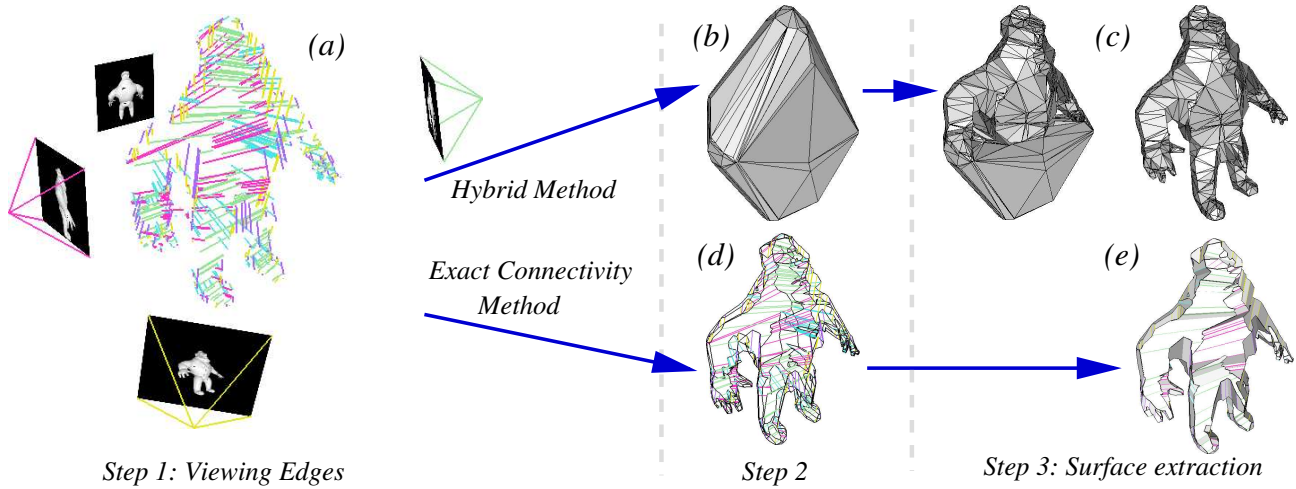 (a)
(b)
(c)
Hybrid Method
Exact Connectivity
Method
(d)
(e)
Step 1: Viewing Edges
Step 2
Step 3: Surface extraction